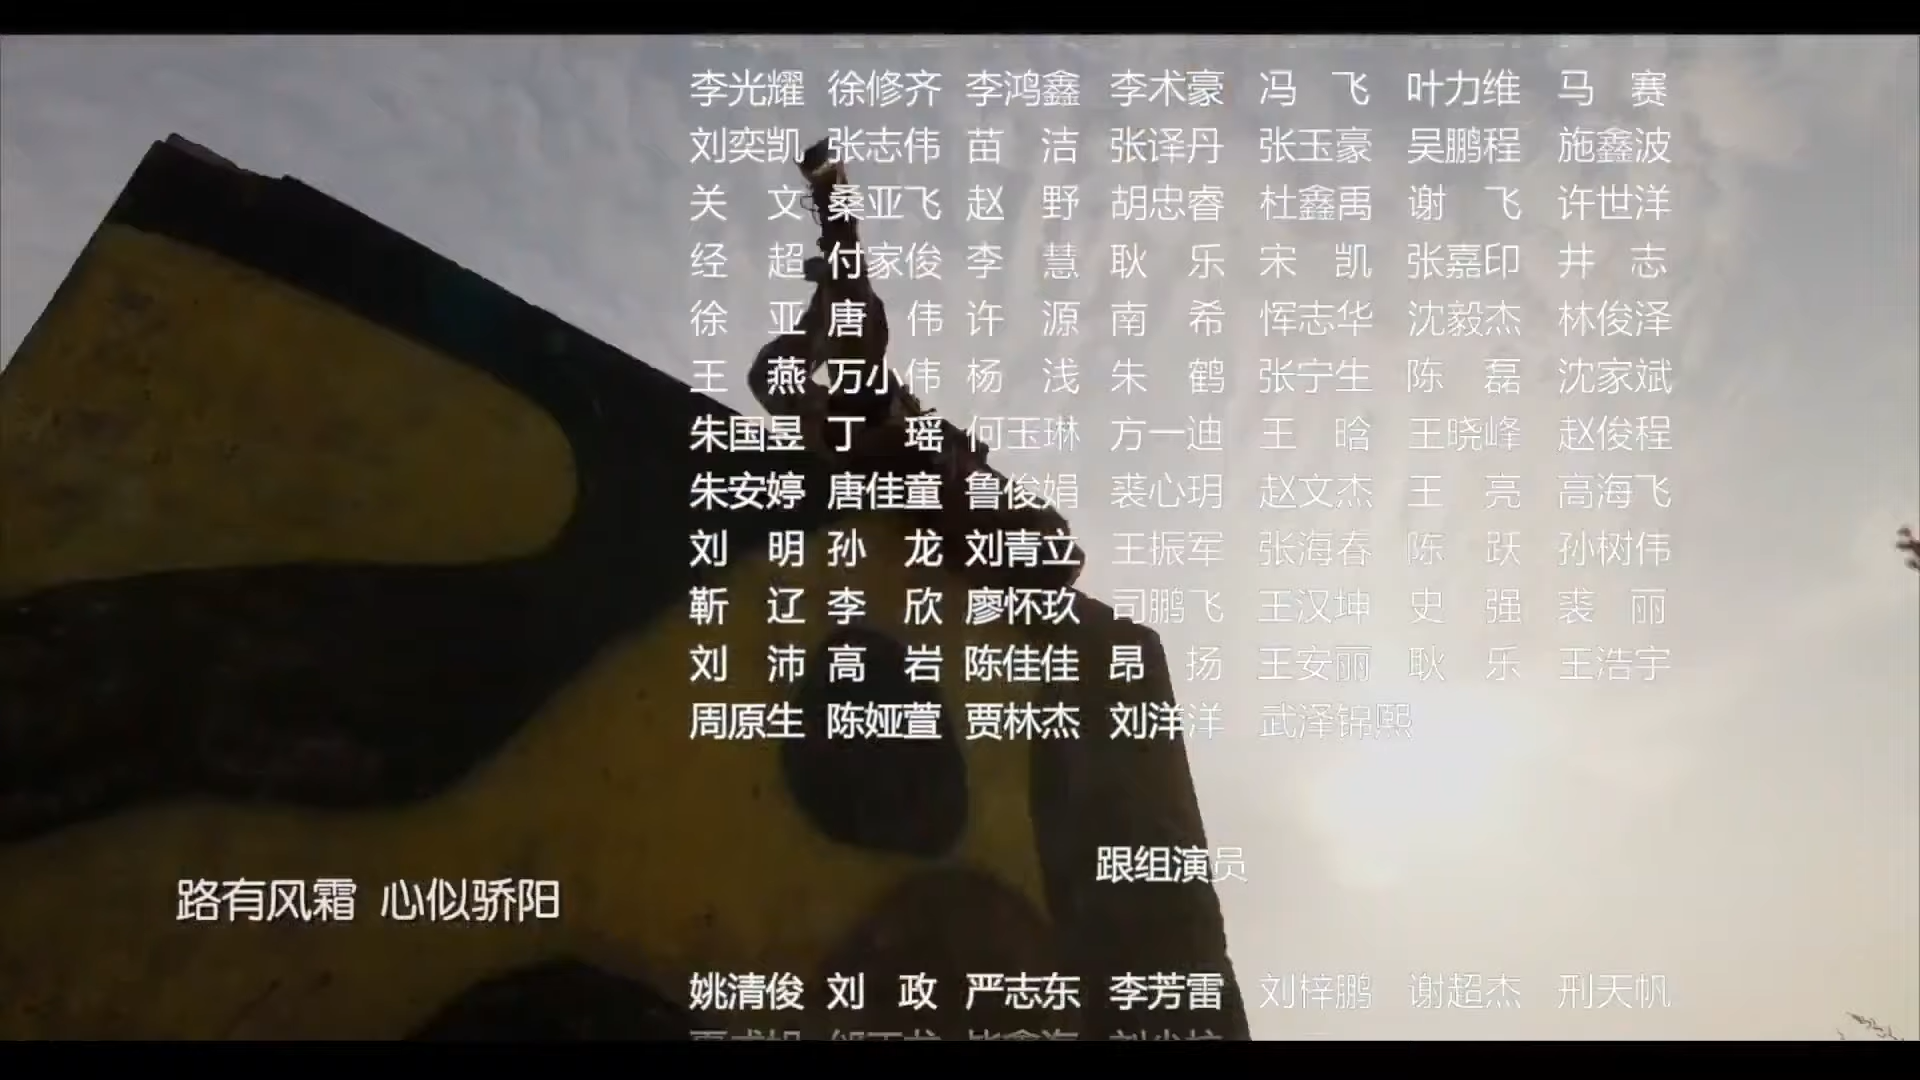 李光耀 徐修齐 李鸿鑫 李术豪 冯 飞 叶力维 马 赛
刘奕凯 张志伟 苗 洁 张译丹 张玉豪 吴鹏程 施鑫波
关 文 桑亚飞 赵 野 胡忠睿 杜鑫禹 谢 飞 许世洋
经 超 付家俊 李 慧 耿 乐 宋 凯 张嘉印 井 志
徐 亚 唐 伟 许 源 南 希 恽志华 沈毅杰 林俊泽
王 燕 万小伟 杨 浅 朱 鹤 张宁生 陈 磊 沈家斌
朱国昱 丁 瑶 何玉琳 方一迪 王 晗 王晓峰 赵俊程
朱安婷 唐佳童 鲁俊娟 裘心玥 赵文杰 王 亮 高海飞
刘 明 孙 龙 刘青立 王振军 张海春 陈 跃 孙树伟
靳 辽 李 欣 廖怀玖 司鹏飞 王汉坤 史 强 裘 丽
刘 沛 高 岩 陈佳佳 昂 扬 王安丽 耿 乐 王浩宇
周原生 陈娅萱 贾林杰 刘洋洋 武泽锦熙
跟组演员
路有风霜 心似骄阳
姚清俊 刘 政 严志东 李芳雷 刘梓鹏 谢超杰 刑天帆